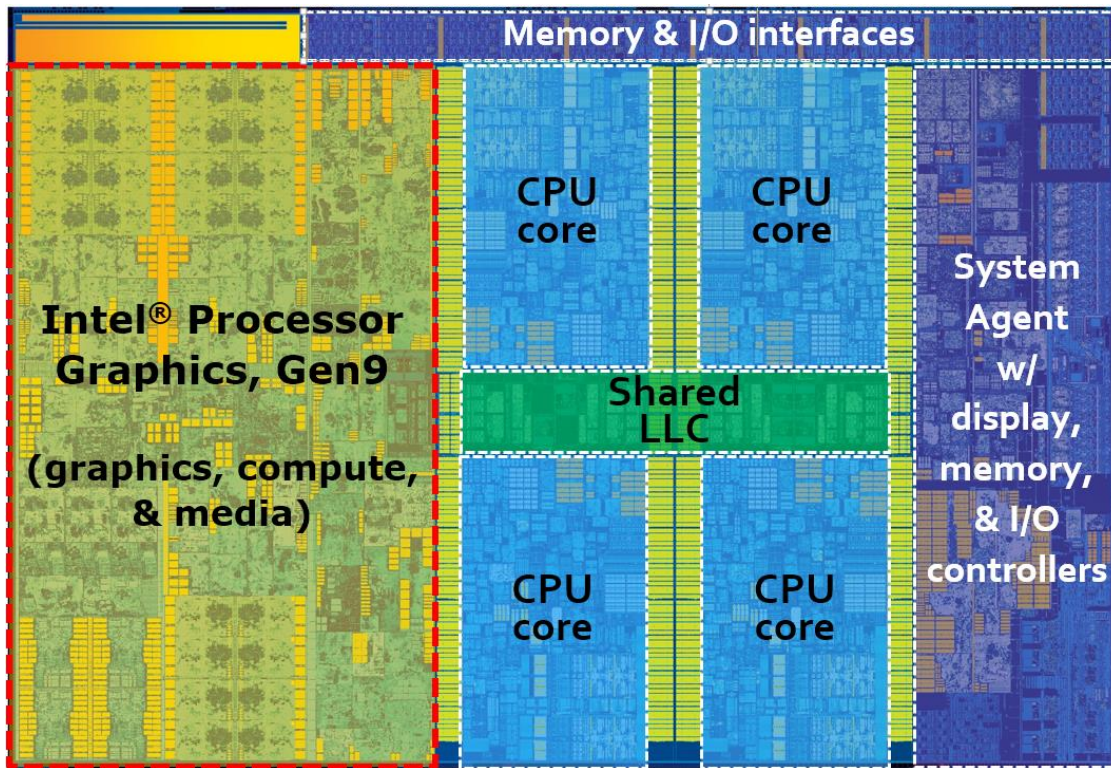 Memory & I/O interfaces
CPU
core
CPU
core
Intel® Processor
Graphics, Gen9
(graphics, compute,
& media)
Shared
LLC
System
Agent
w/
display,
memory,
& I/O
controllers
CPU
core
CPU
core